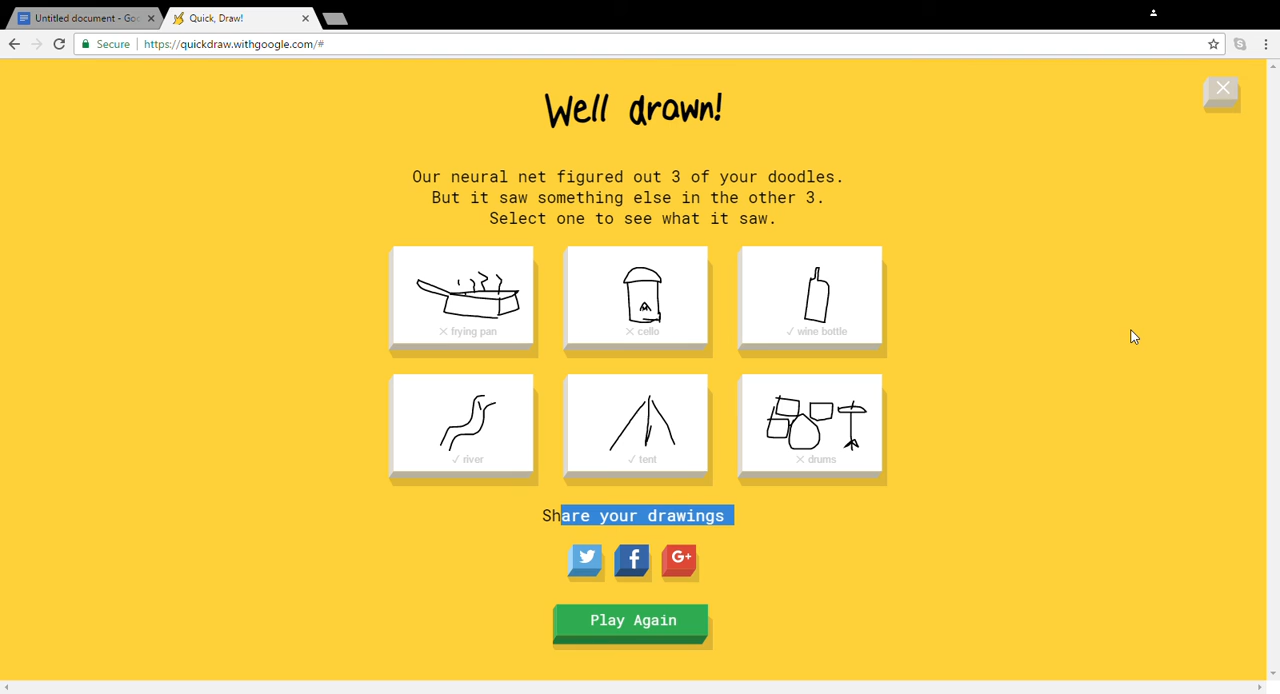 Untitled document - Goo
Quick, Draw!
Secure
https://quickdraw.withgoogle.com/#
Well drawn!
Our neural net figured out 3 of your doodles.
But it saw something else in the other 3.
Select one to see what it saw.
frying pan
cello
wine bottle
river
tent
drums
Share your drawings
G+
Play Again